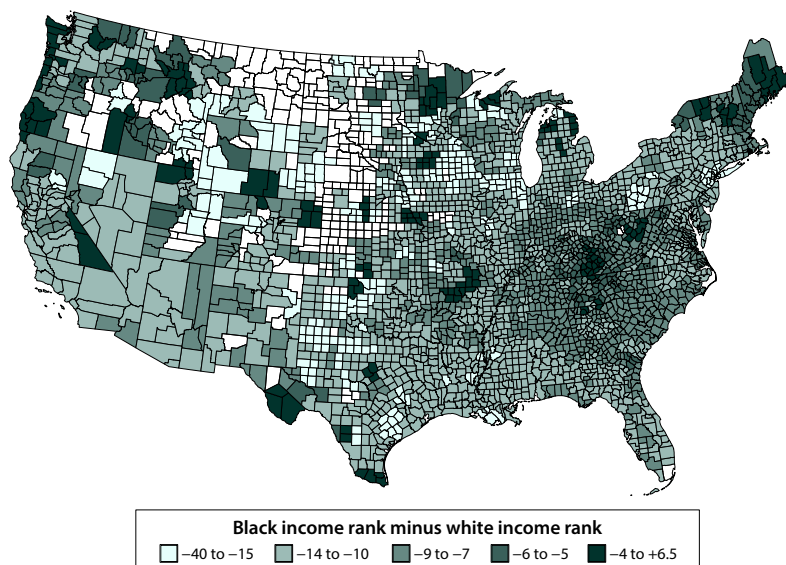 Black income rank minus white income rank
−40 to −15 −14 to −10 −9 to −7 −6 to −5 −4 to +6.5